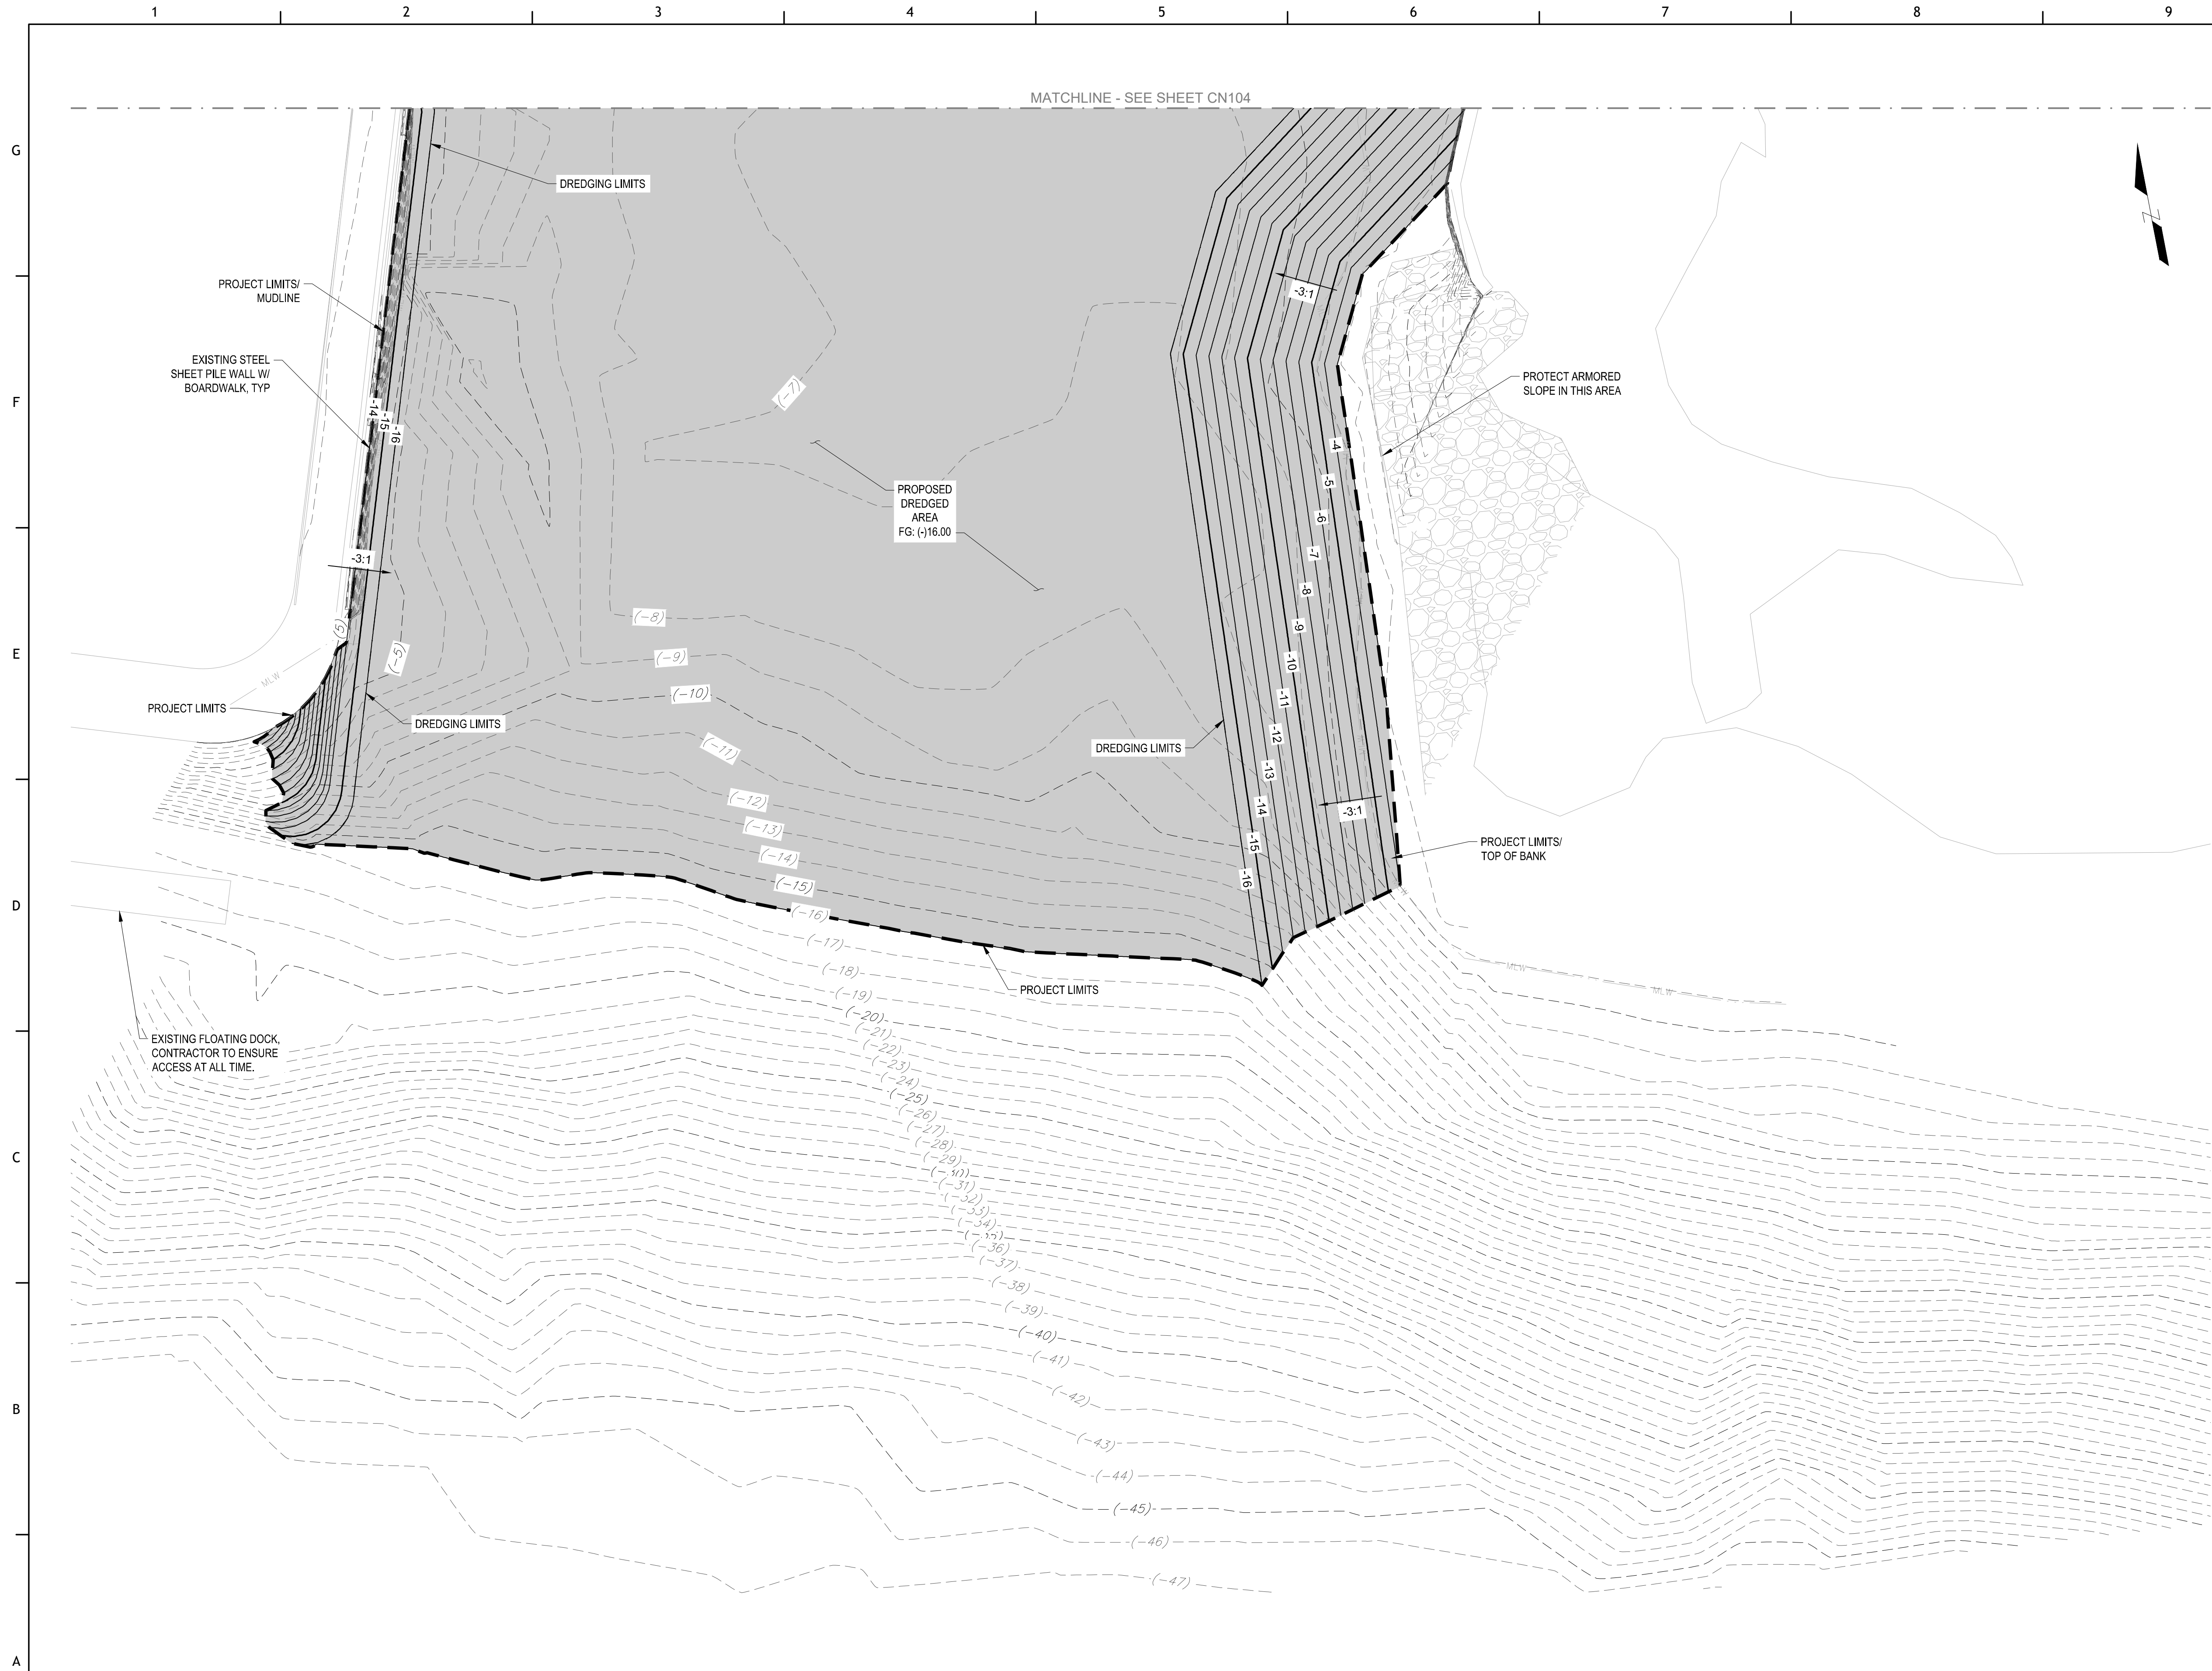 1
2
3
4
5
6
7
8
9
MATCHLINE - SEE SHEET CN104
G
F
E
D
C
B
A
DREDGING LIMITS
PROJECT LIMITS/
MUDLINE
EXISTING STEEL
SHEET PILE WALL W/
BOARDWALK, TYP
-14
-15
-16
-3:1
(-7)
PROPOSED
DREDGED
AREA
FG: (-)16.00
-3:1
PROTECT ARMORED
SLOPE IN THIS AREA
-4
-5
-6
-7
-8
-9
-10
-11
-12
-13
-14
-15
-16
-3:1
(5)
(-5)
MLW
PROJECT LIMITS
DREDGING LIMITS
DREDGING LIMITS
PROJECT LIMITS/
TOP OF BANK
(-8)
(-9)
(-10)
(-11)
(-12)
(-13)
(-14)
(-15)
(-16)
(-17)
(-18)
(-19)
(-20)
(-21)
(-22)
(-23)
(-24)
(-25)
(-26)
(-27)
(-28)
(-29)
(-30)
(-31)
(-32)
(-33)
(-34)
(-35)
(-36)
(-37)
(-38)
(-39)
(-40)
(-41)
(-42)
(-43)
(-44)
(-45)
(-46)
(-47)
PROJECT LIMITS
MLW
MLW
EXISTING FLOATING DOCK,
CONTRACTOR TO ENSURE
ACCESS AT ALL TIME.
N